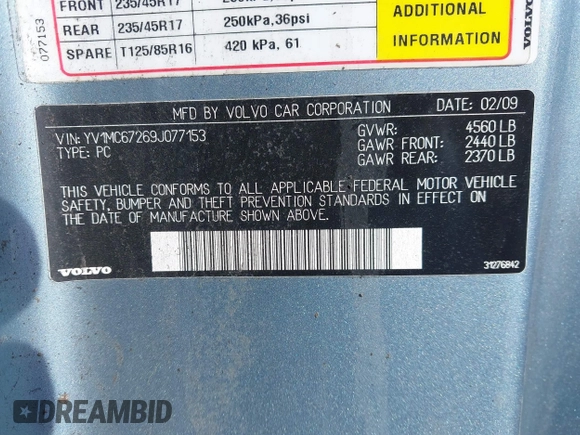 077153
FRONT 235/45R17
REAR 235/45R17 250kPa,36psi
SPARE T125/85R16 420 kPa, 61
ADDITIONAL
INFORMATION
VOLVO
MFD BY VOLVO CAR CORPORATION DATE: 02/09
VIN: YV1MC67269J077153 GVWR: 4560 LB
TYPE: PC GAWR FRONT: 2440 LB
GAWR REAR: 2370 LB
THIS VEHICLE CONFORMS TO ALL APPLICABLE FEDERAL MOTOR VEHICLE
SAFETY, BUMPER AND THEFT PREVENTION STANDARDS IN EFFECT ON
THE DATE OF MANUFACTURE SHOWN ABOVE.
VOLVO 31276842
DREAMBID